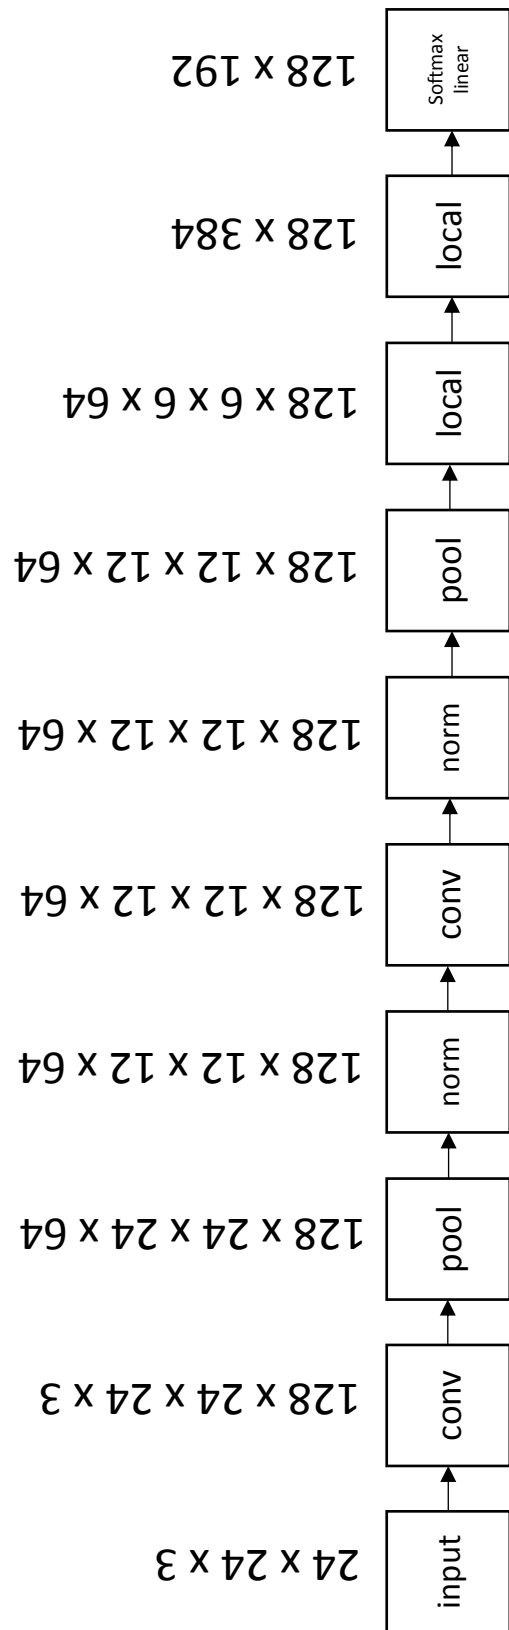 128 x 192
Softmax
linear
128 x 384
local
128 x 6 x 6 x 64
local
128 x 12 x 12 x 64
pool
128 x 12 x 12 x 64
norm
128 x 12 x 12 x 64
conv
128 x 12 x 12 x 64
norm
128 x 24 x 24 x 64
pool
128 x 24 x 24 x 3
conv
24 x 24 x 3
input